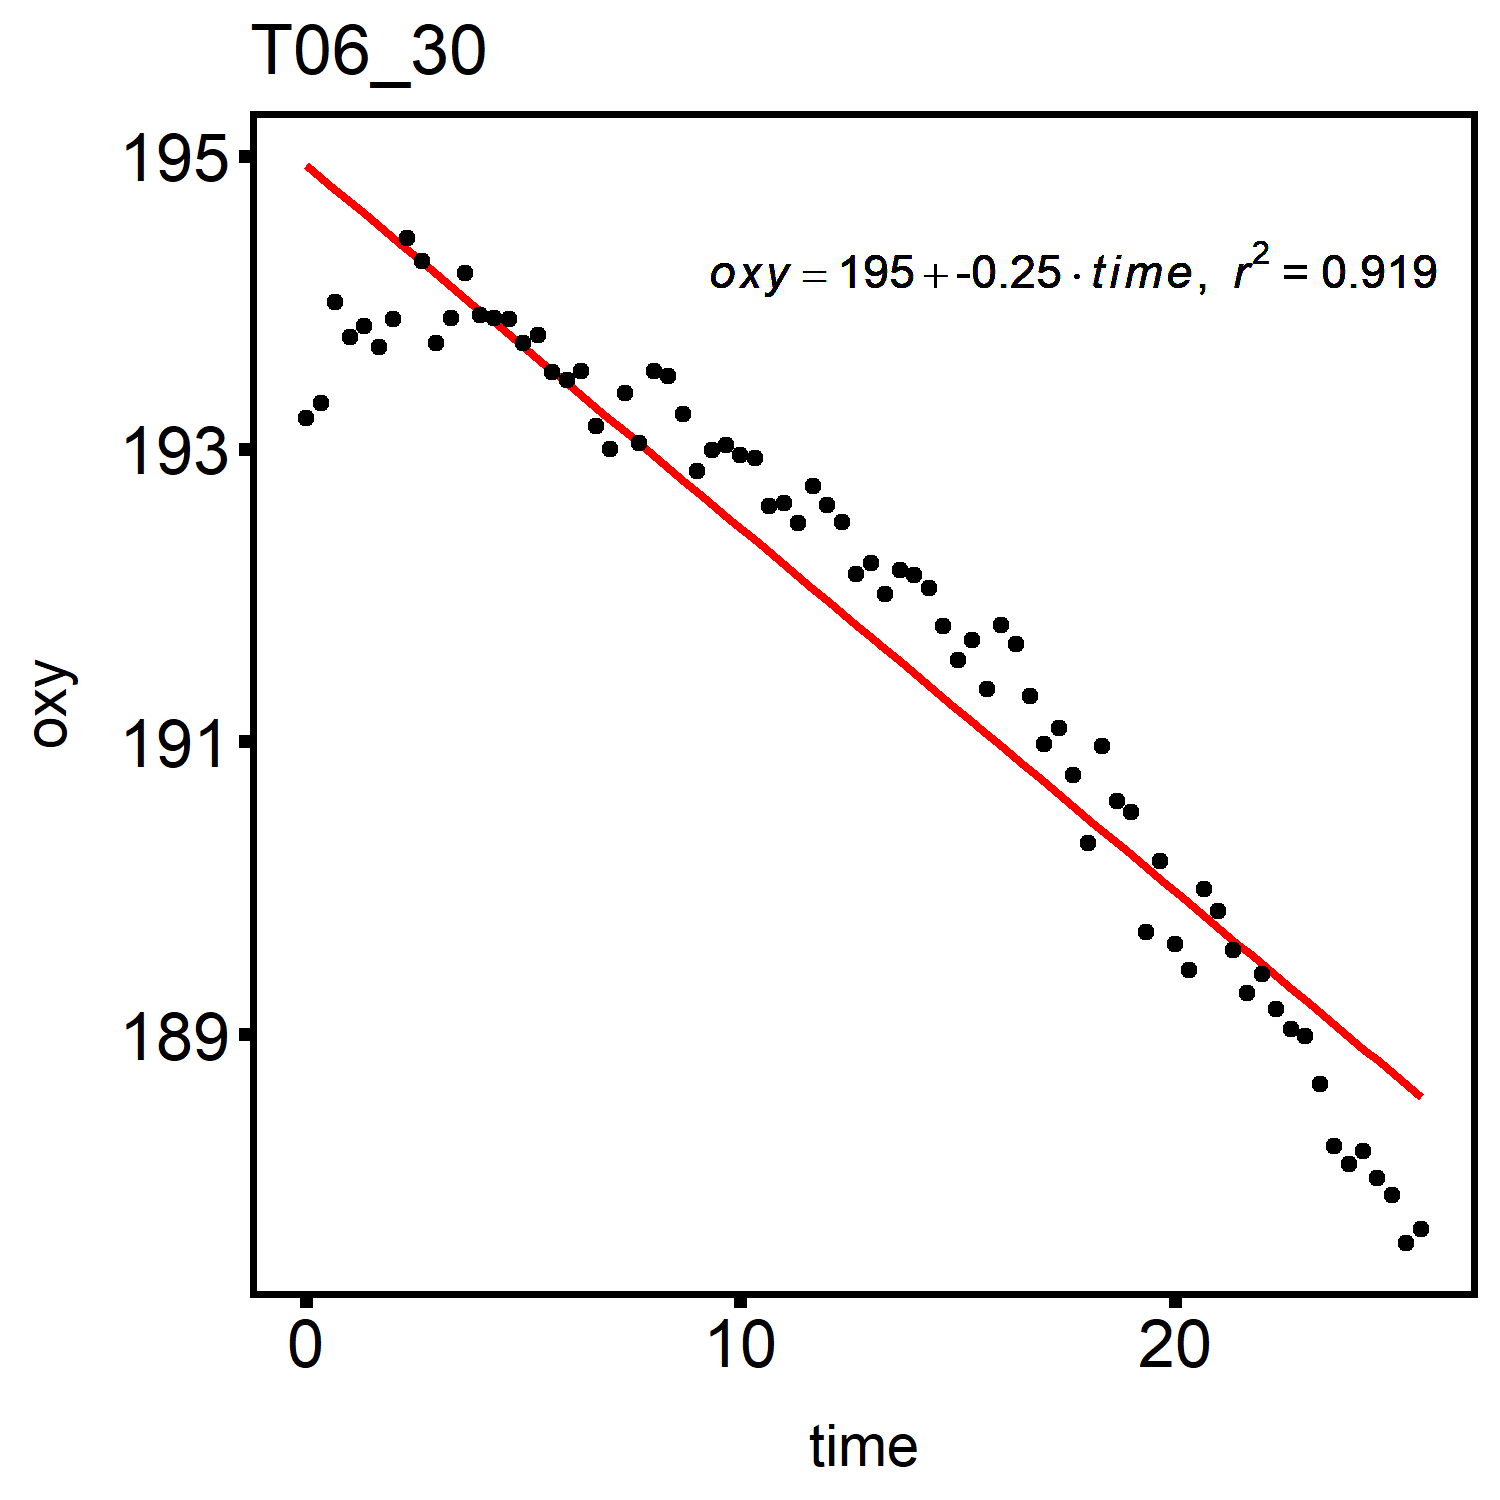 T06_30
195
193
191
189
oxy
oxy = 195 + -0.25 · time, r² = 0.919
0 10 20
time